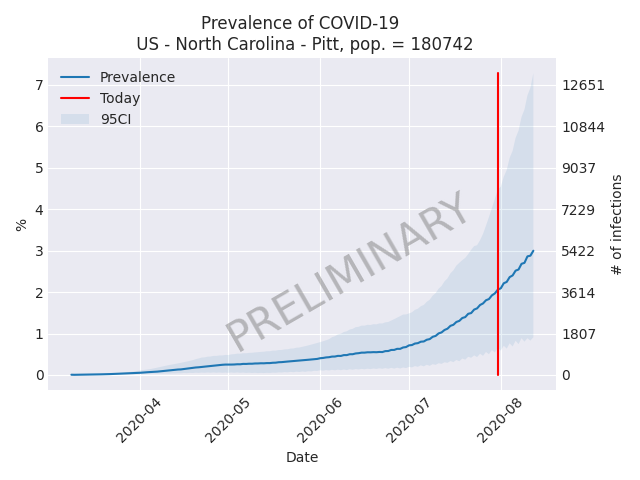 Prevalence of COVID-19
US - North Carolina - Pitt, pop. = 180742
Prevalence
Today
95CI
PRELIMINARY
%
7
6
5
4
3
2
1
0
12651
10844
9037
7229
5422
3614
1807
0
# of infections
2020-04
2020-05
2020-06
2020-07
2020-08
Date